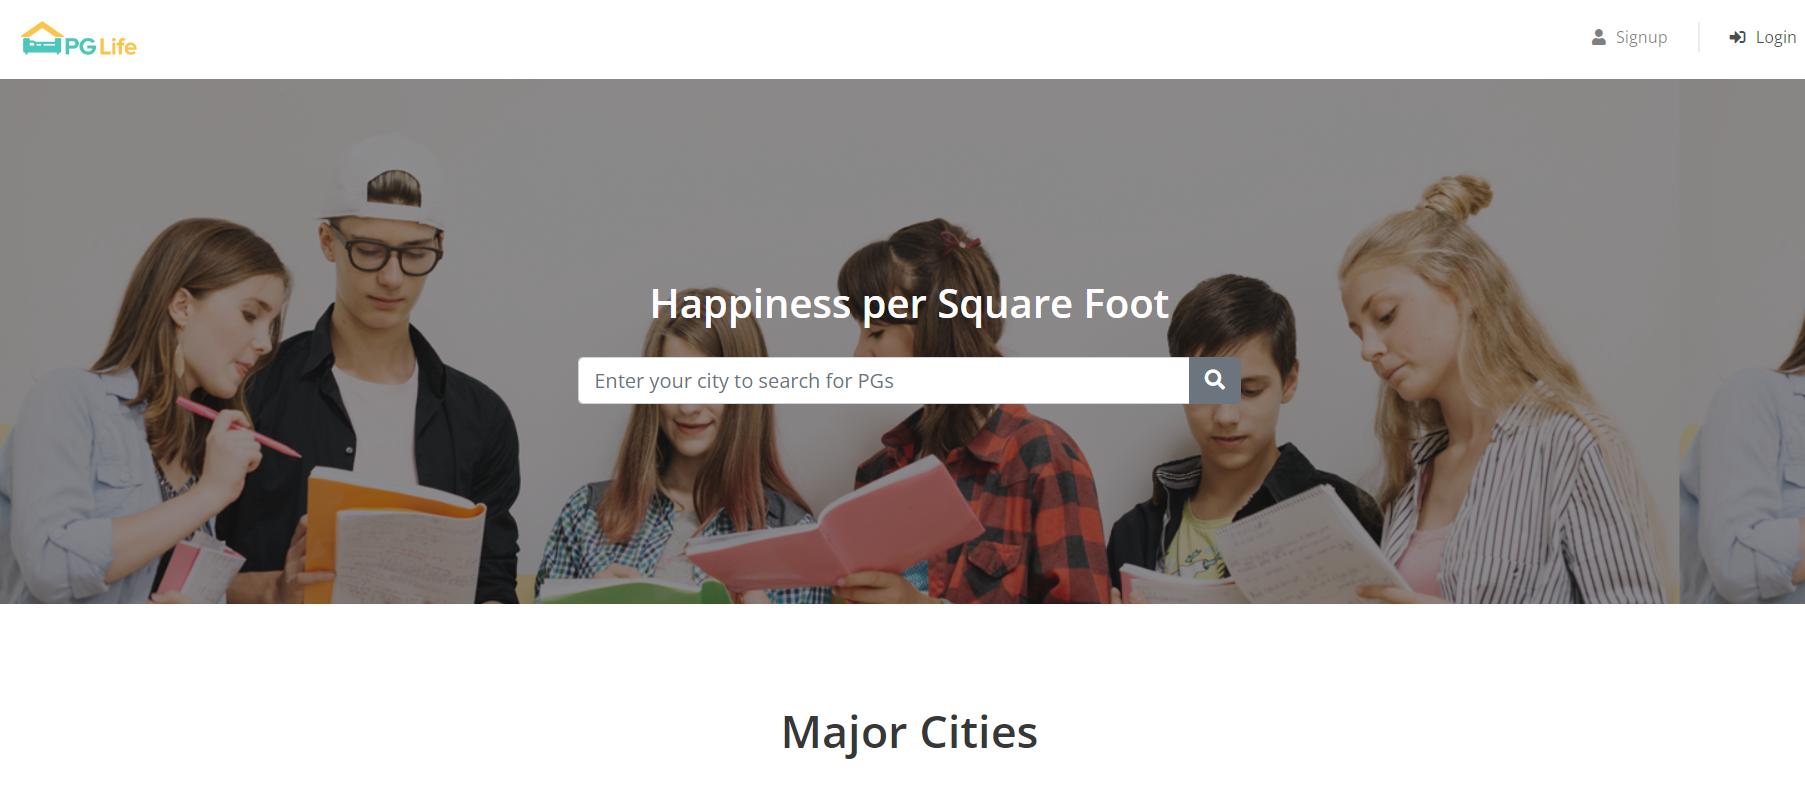 PG Life
Signup
Login
Happiness per Square Foot
Enter your city to search for PGs
Major Cities